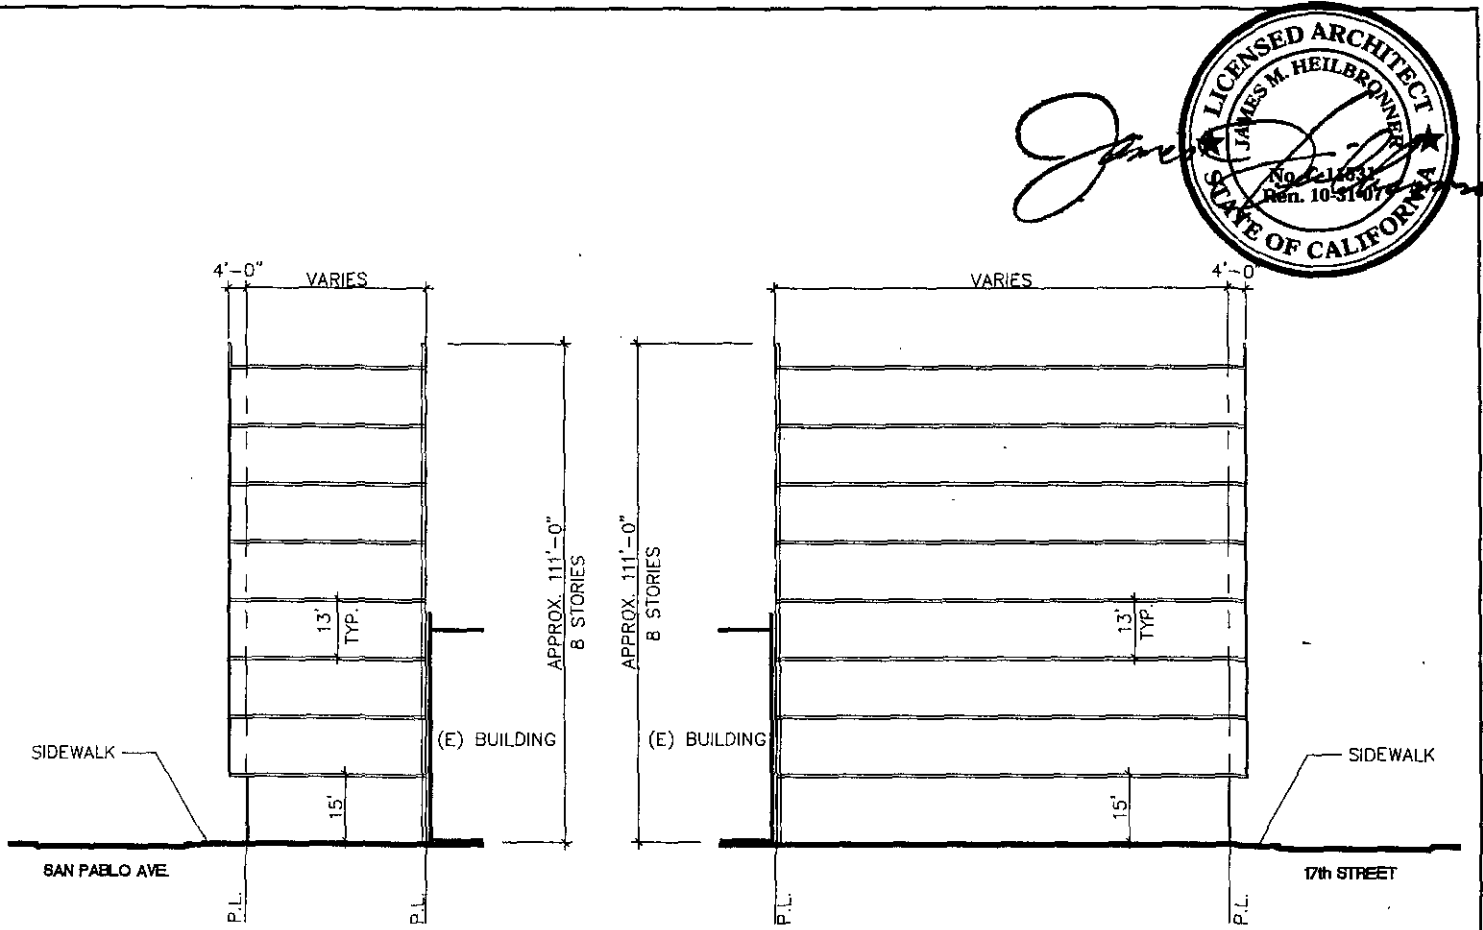 LICENSED ARCHITECT
JAMES M. HEILBRONNER
Ren. 10-31-07
STATE OF CALIFORNIA
James
4'-0"
VARIES
VARIES
4'-0"
APPROX. 111'-0"
8 STORIES
APPROX. 111'-0"
8 STORIES
13'
TYP.
13'
TYP.
(E) BUILDING
(E) BUILDING
SIDEWALK
SIDEWALK
15'
15'
SAN PABLO AVE.
17th STREET
P.L.
P.L.
P.L.
P.L.